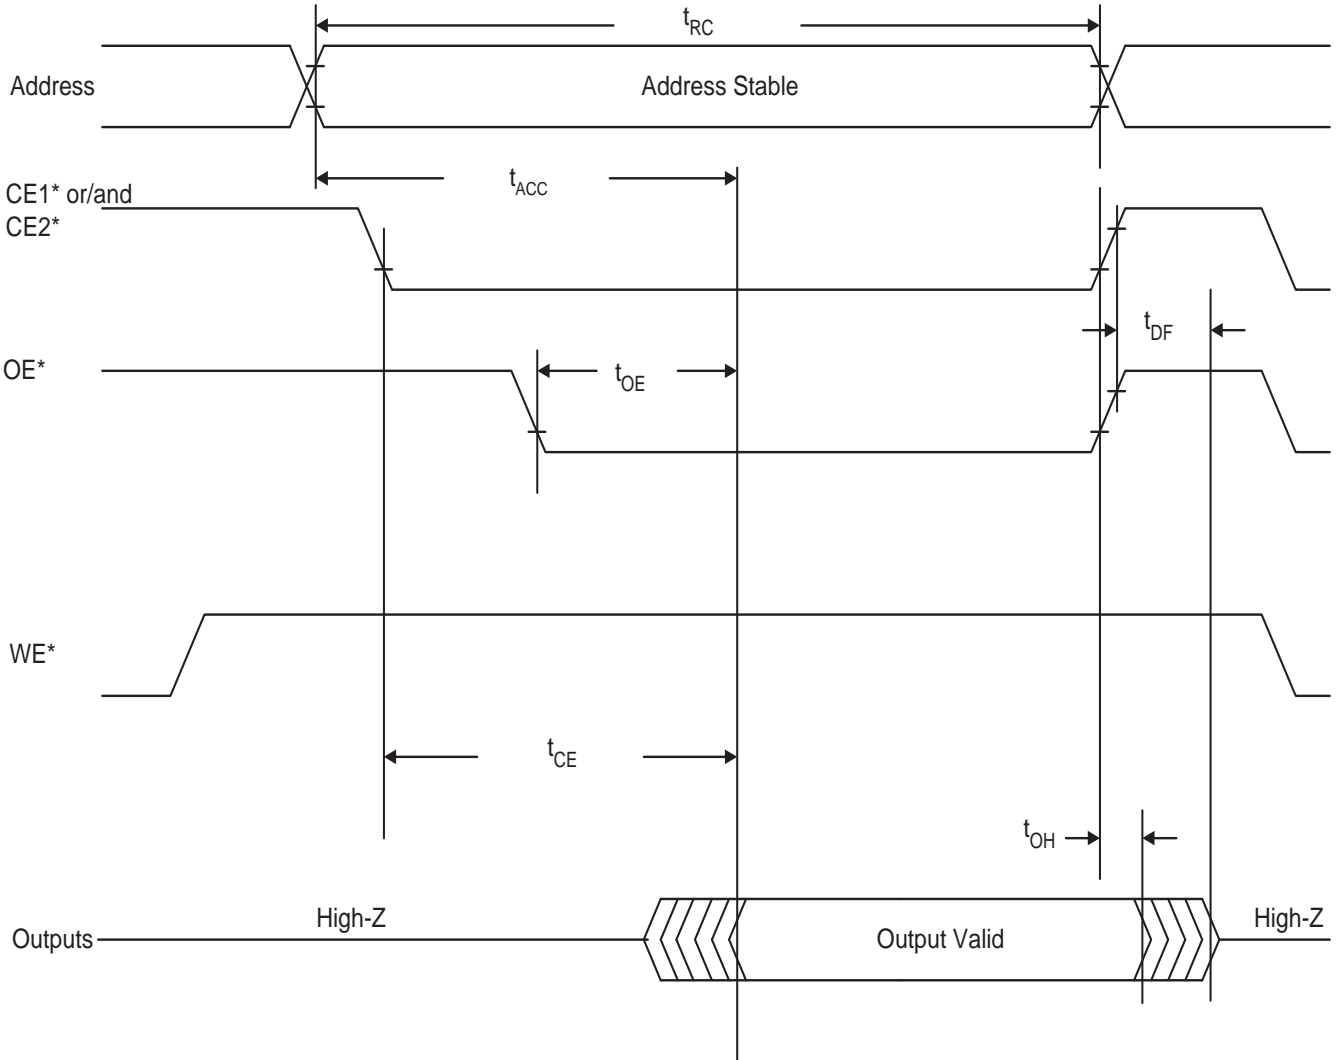 tRC
Address
Address Stable
CE1* or/and
CE2*
tACC
tDF
OE*
tOE
WE*
tCE
tOH
High-Z
High-Z
Outputs
Output Valid